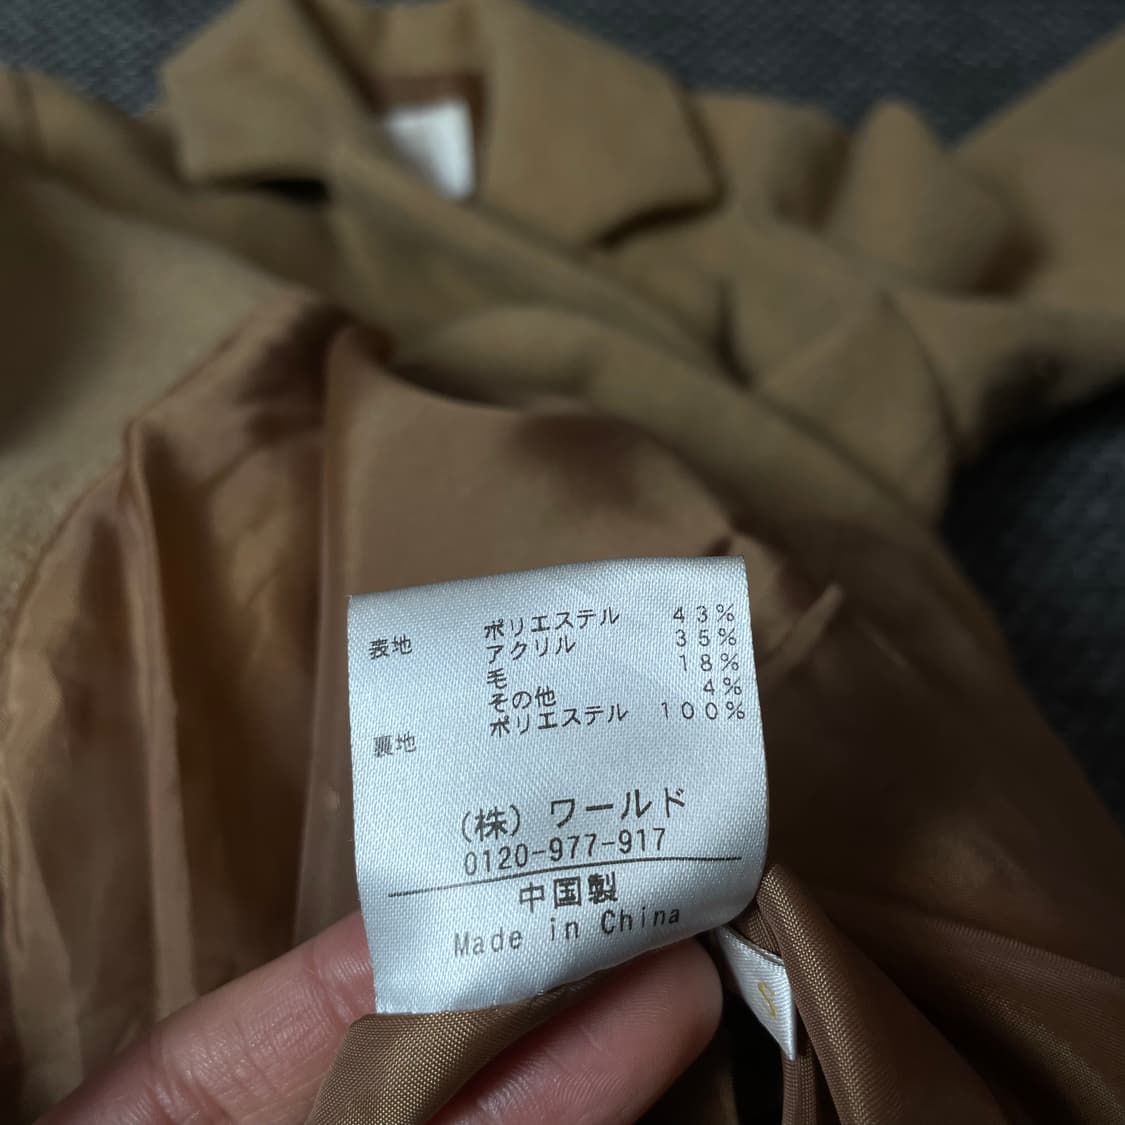 表地 ポリエステル 43%
アクリル 35%
毛 18%
その他 4%
裏地 ポリエステル 100%
(株) ワールド
0120-977-917
中国製
Made in China